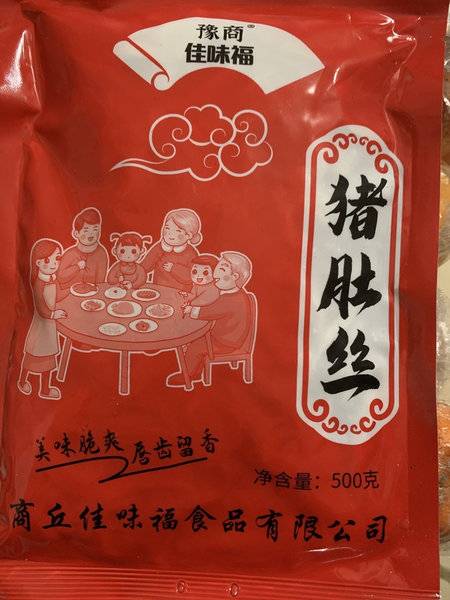 豫商®
佳味福
猪肚丝
美味脆爽 唇齿留香
净含量：500克
商丘佳味福食品有限公司